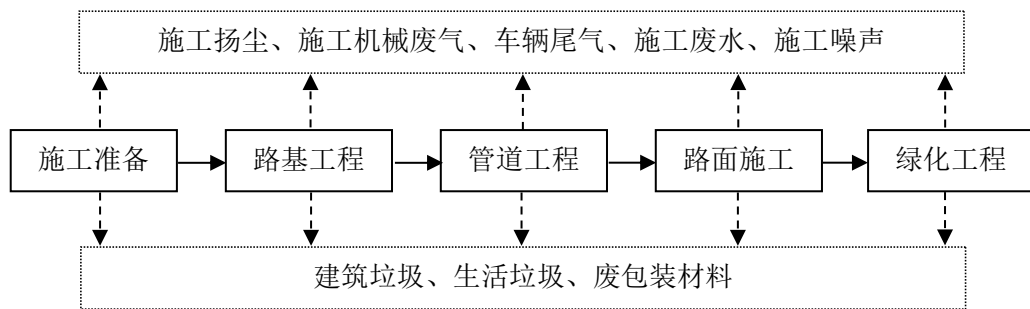 施工扬尘、施工机械废气、车辆尾气、施工废水、施工噪声
施工准备
路基工程
管道工程
路面施工
绿化工程
建筑垃圾、生活垃圾、废包装材料